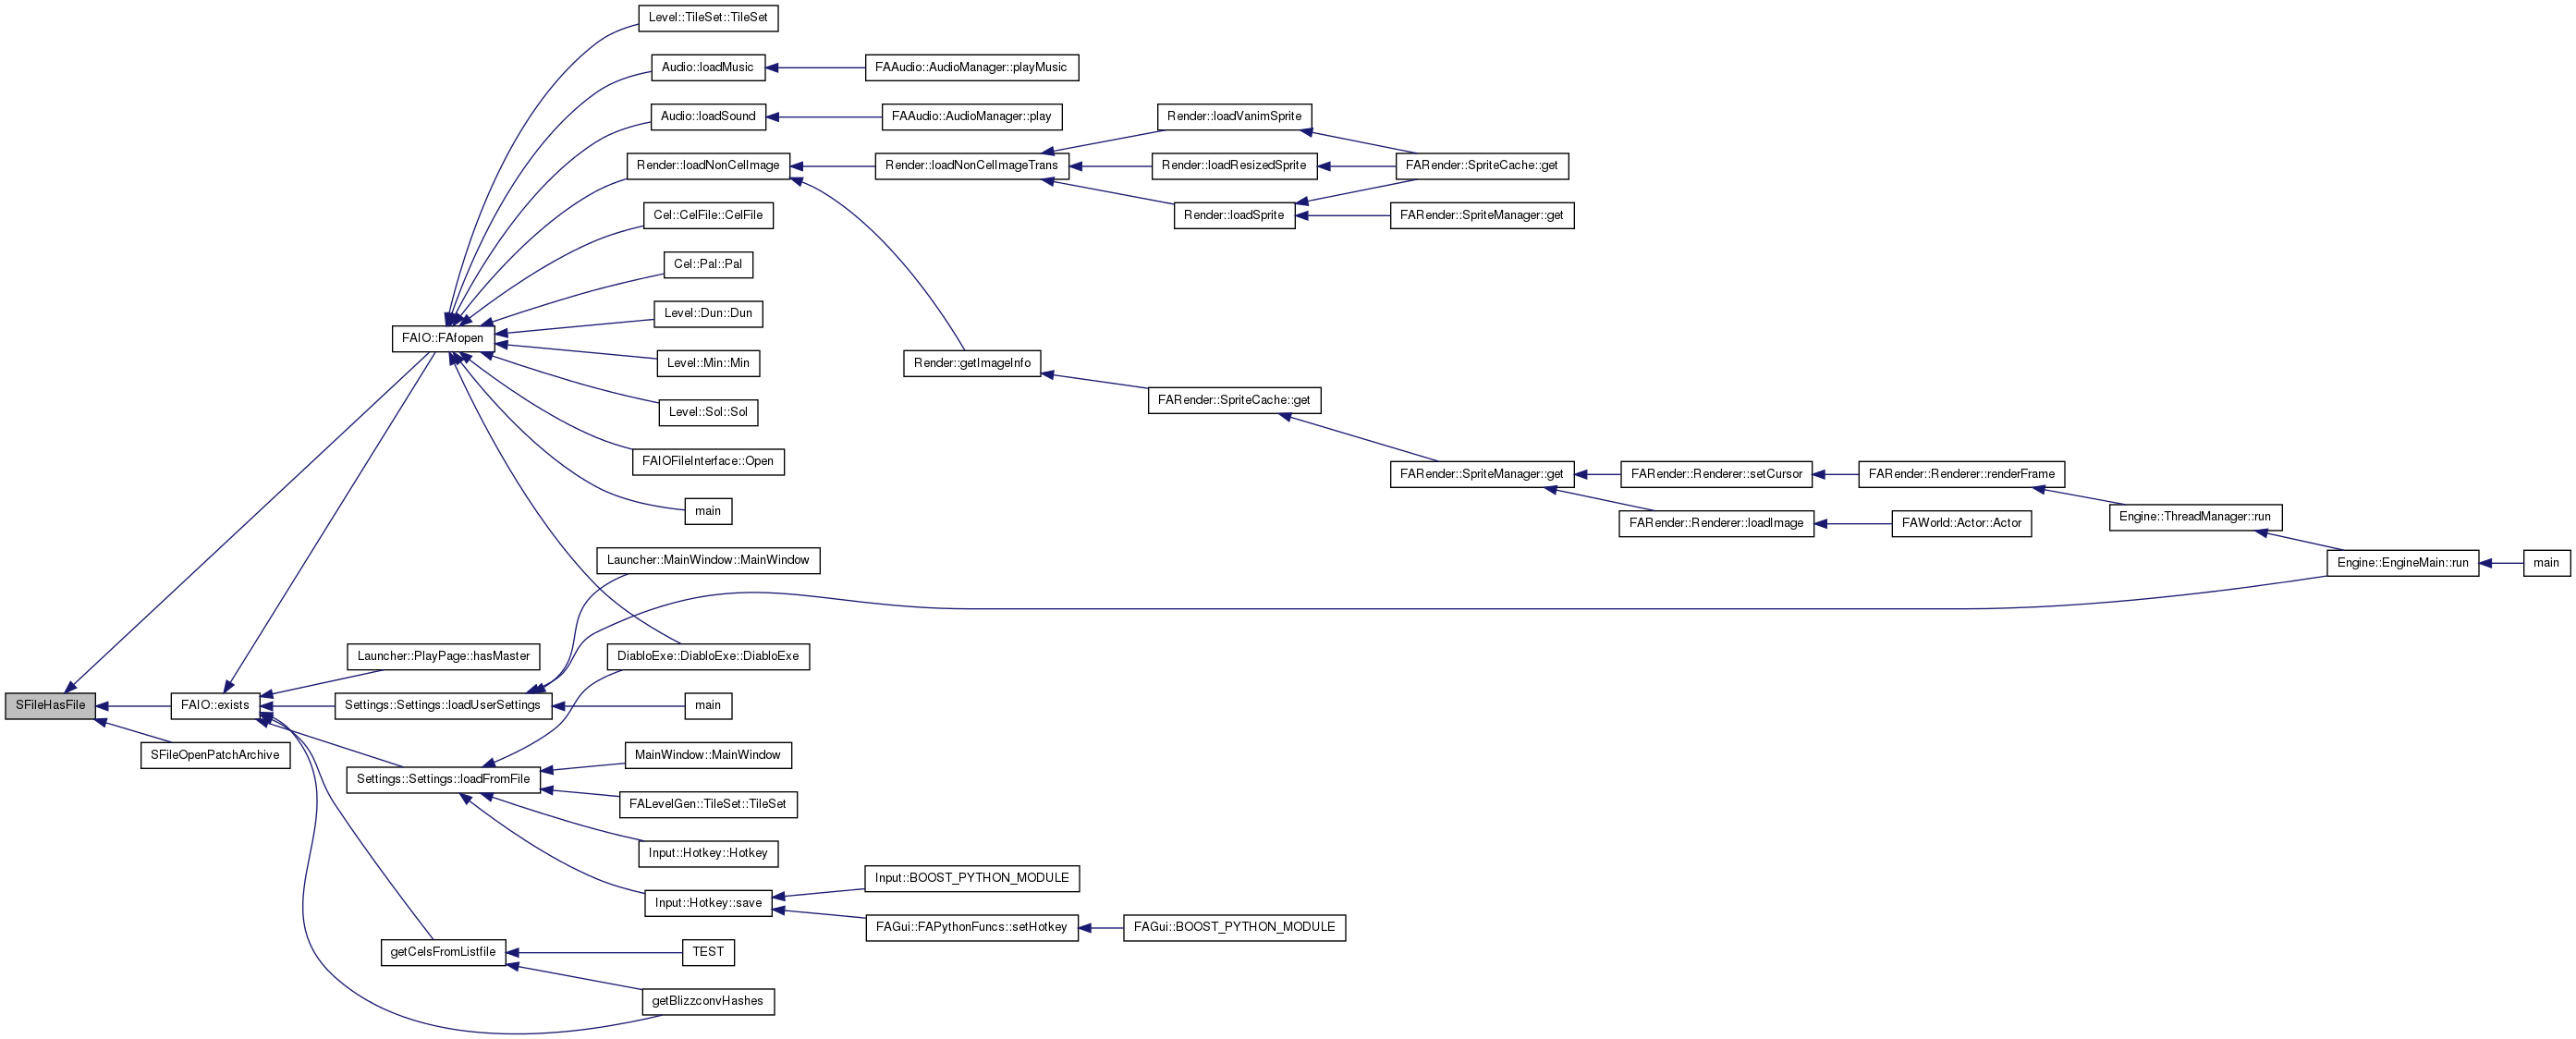 Level::TileSet::TileSet
Audio::loadMusic
FAAudio::AudioManager::playMusic
Audio::loadSound
FAAudio::AudioManager::play
Render::loadVanimSprite
Render::loadNonCelImage
Render::loadNonCelImageTrans
Render::loadResizedSprite
FARender::SpriteCache::get
Cel::CelFile::CelFile
Render::loadSprite
FARender::SpriteManager::get
Cel::Pal::Pal
Level::Dun::Dun
FAIO::FAfopen
Level::Min::Min
Render::getImageInfo
FARender::SpriteCache::get
Level::Sol::Sol
FAIOFileInterface::Open
FARender::SpriteManager::get
FARender::Renderer::setCursor
FARender::Renderer::renderFrame
main
FARender::Renderer::loadImage
FAWorld::Actor::Actor
Engine::ThreadManager::run
Launcher::MainWindow::MainWindow
Engine::EngineMain::run
main
Launcher::PlayPage::hasMaster
DiabloExe::DiabloExe::DiabloExe
SFileHasFile
FAIO::exists
Settings::Settings::loadUserSettings
main
SFileOpenPatchArchive
MainWindow::MainWindow
Settings::Settings::loadFromFile
FALevelGen::TileSet::TileSet
Input::Hotkey::Hotkey
Input::BOOST_PYTHON_MODULE
Input::Hotkey::save
FAGui::FAPythonFuncs::setHotkey
FAGui::BOOST_PYTHON_MODULE
getCelsFromListfile
TEST
getBlizzconvHashes